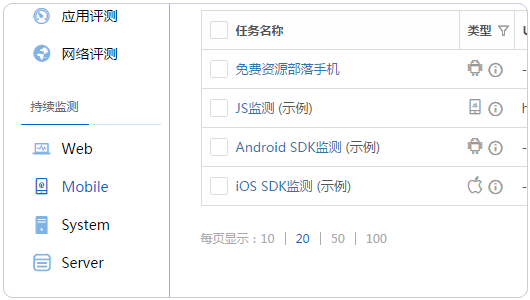 应用评测
网络评测
持续监测
Web
Mobile
System
Server
任务名称 类型
免费资源部落手机 -
JS监测 (示例) h
Android SDK监测 (示例) -
iOS SDK监测 (示例) -
每页显示：10 | 20 | 50 | 100